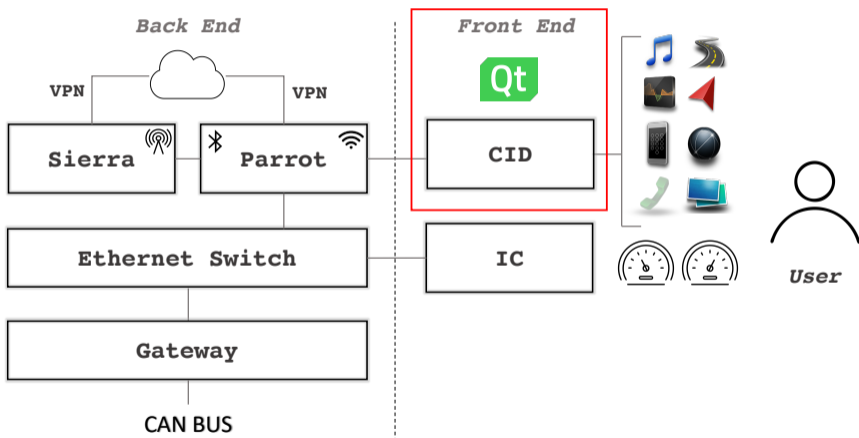 Back End
Front End
VPN
VPN
Qt
Sierra
Parrot
CID
Ethernet Switch
IC
User
Gateway
CAN BUS